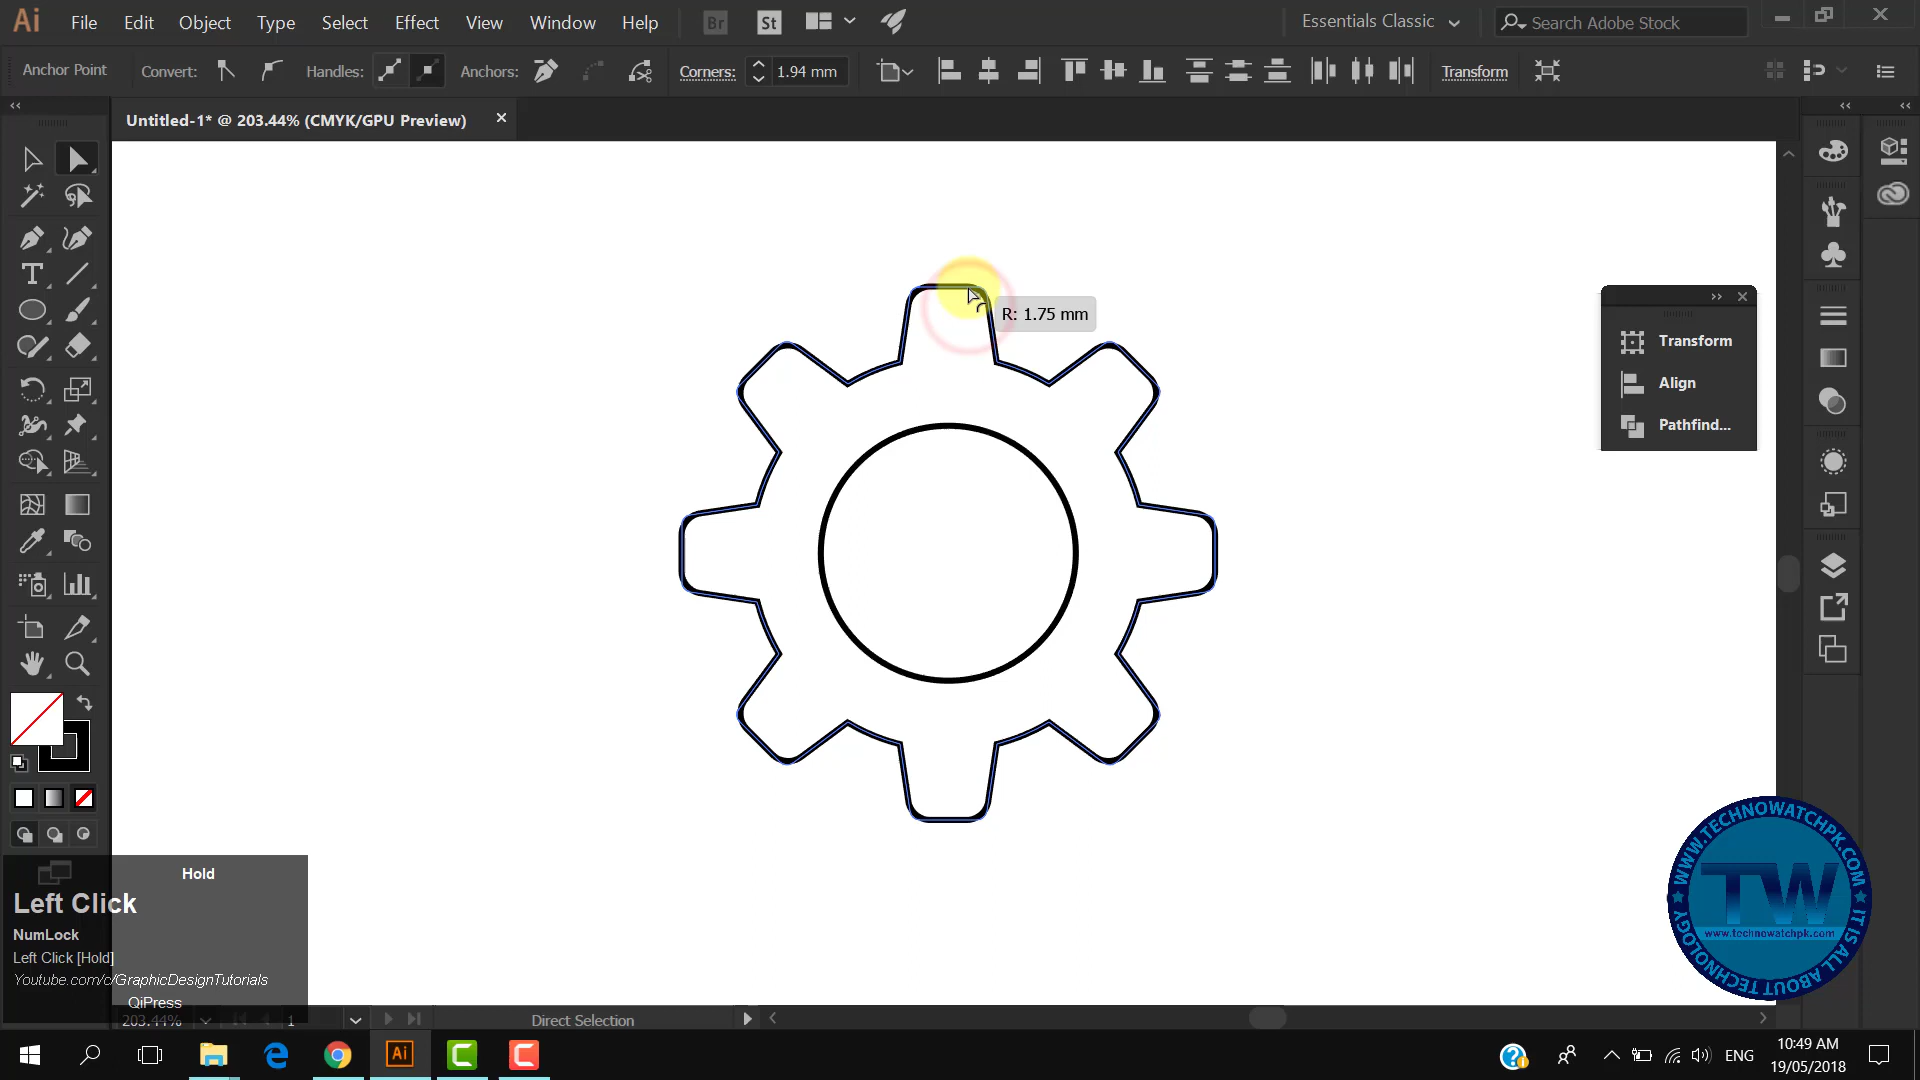 Ai File Edit Object Type Select Effect View Window Help Br St Essentials Classic Search Adobe Stock
Anchor Point Convert: Handles: Anchors: Corners: 1.94 mm Transform
Untitled-1* @ 203.44% (CMYK/GPU Preview)
R: 1.75 mm
Transform
Align
Pathfind...
Hold
Left Click
NumLock
Left Click [Hold]
Youtube.com/c/GraphicDesignTutorials
QiPress
203.44% 1 Direct Selection
WWW.TECHNOWATCHPK.COM
TW
www.technowatchpk.com
IT IS ALL ABOUT TECHNOLOGY
Ai ENG 10:49 AM
19/05/2018